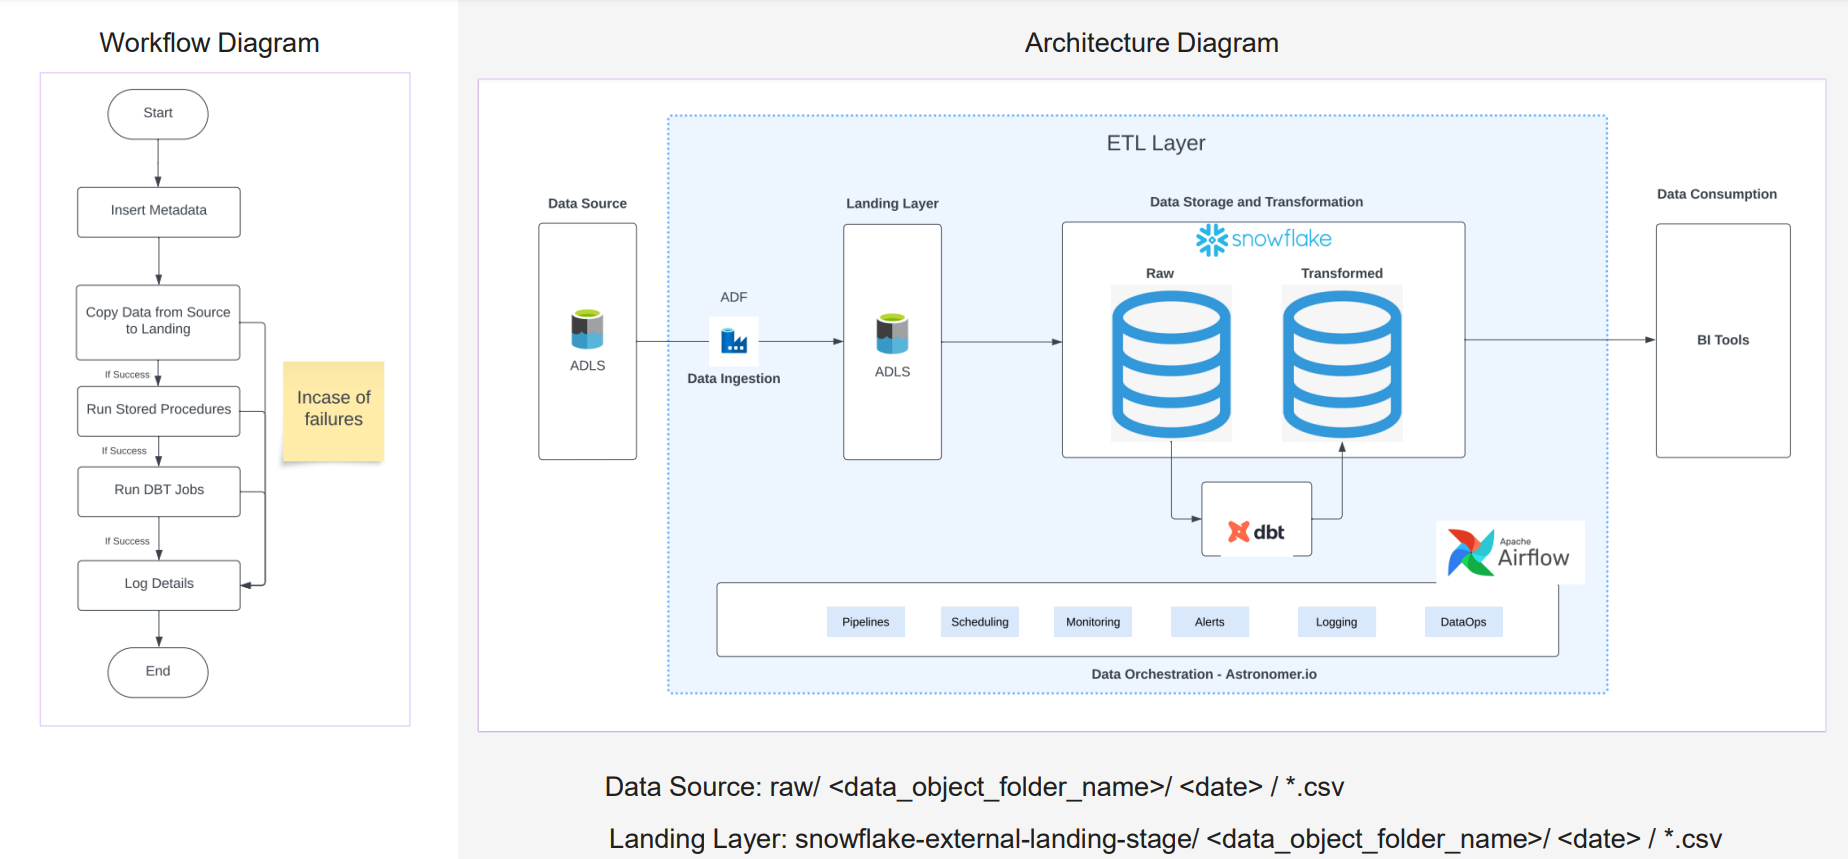 Workflow Diagram
Start
Insert Metadata
Copy Data from Source
to Landing
If Success
Run Stored Procedures
If Success
Run DBT Jobs
If Success
Log Details
End
Incase of
failures
Architecture Diagram
ETL Layer
Data Source
ADLS
ADF
Data Ingestion
Landing Layer
ADLS
Data Storage and Transformation
snowflake
Raw
Transformed
dbt
Data Consumption
BI Tools
Apache
Airflow
Pipelines
Scheduling
Monitoring
Alerts
Logging
DataOps
Data Orchestration - Astronomer.io
Data Source: raw/ <data_object_folder_name>/ <date> / *.csv
Landing Layer: snowflake-external-landing-stage/ <data_object_folder_name>/ <date> / *.csv